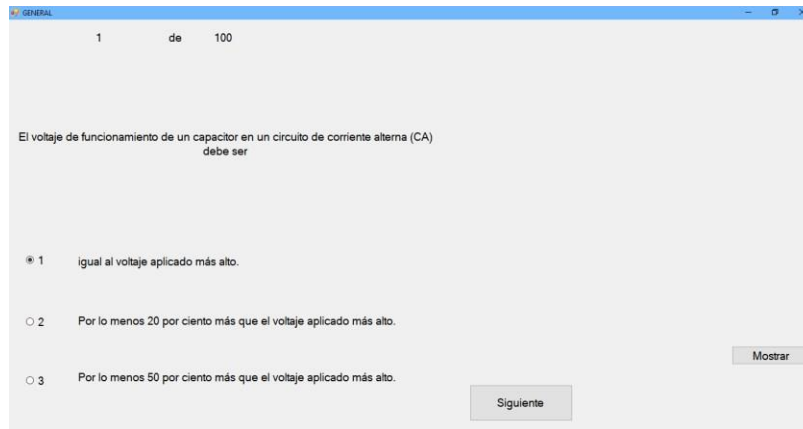 GENERAL
1 de 100
El voltaje de funcionamiento de un capacitor en un circuito de corriente alterna (CA)
debe ser
1 igual al voltaje aplicado más alto.
2 Por lo menos 20 por ciento más que el voltaje aplicado más alto.
Mostrar
3 Por lo menos 50 por ciento más que el voltaje aplicado más alto.
Siguiente